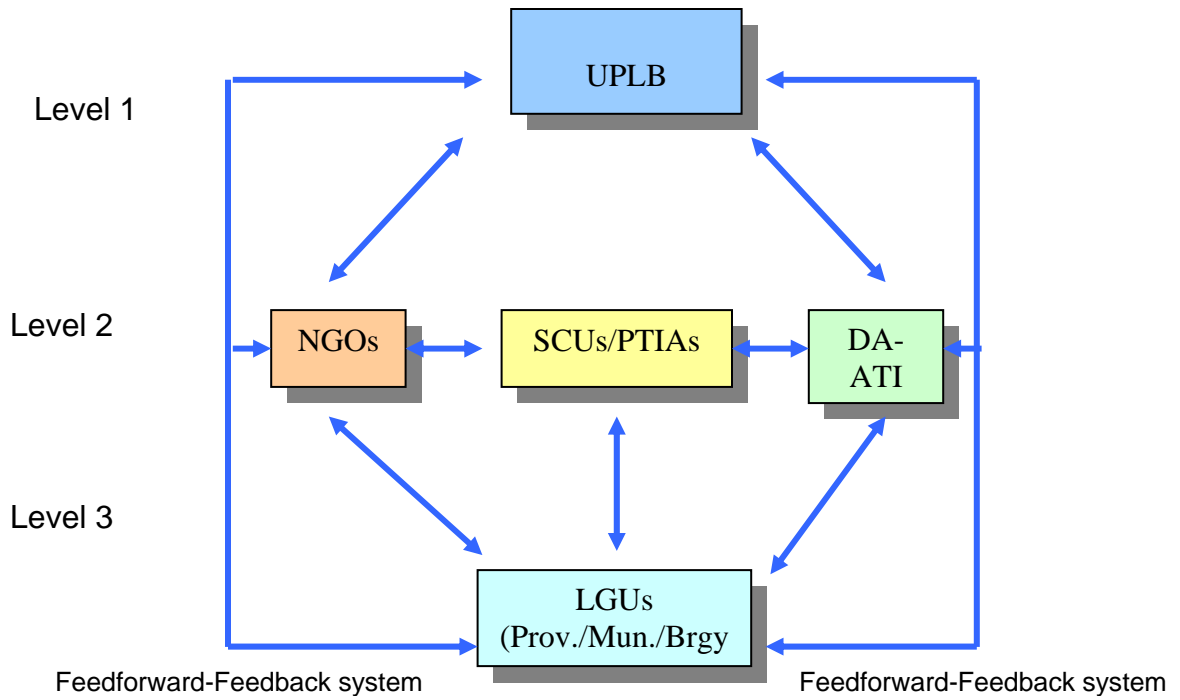 UPLB
Level 1
Level 2
NGOs
SCUs/PTIAs
DA-
ATI
Level 3
LGUs
(Prov./Mun./Brgy
Feedforward-Feedback system
Feedforward-Feedback system